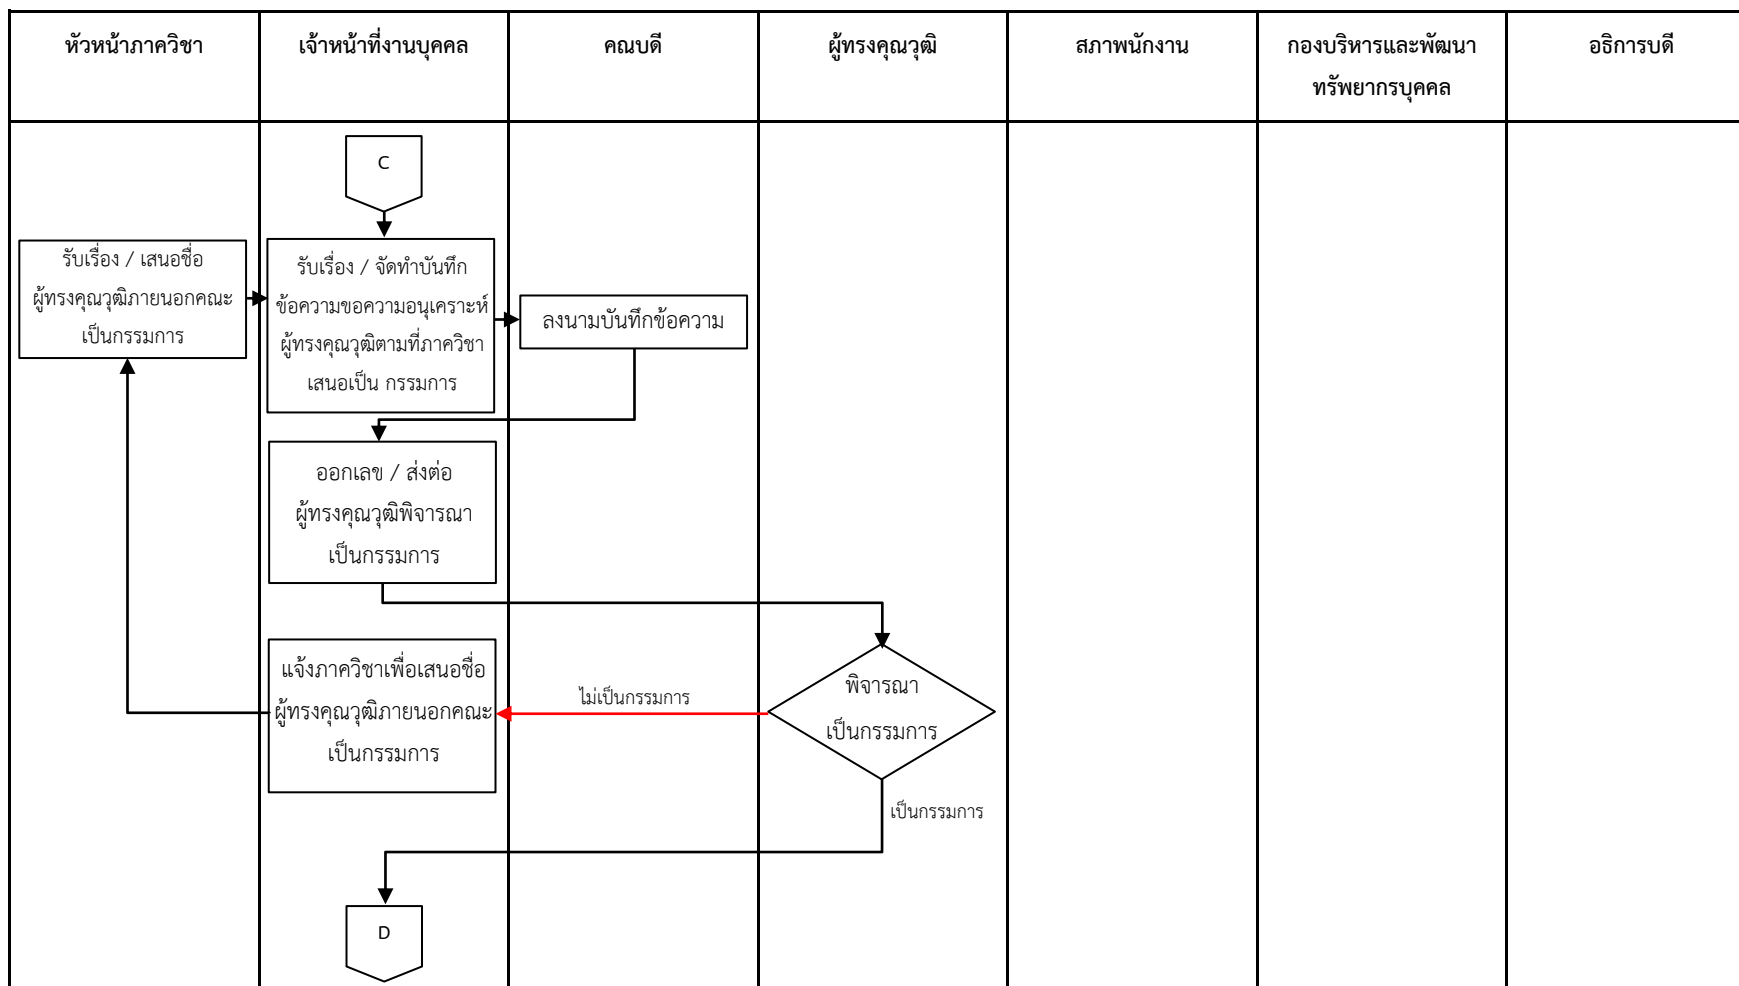 หัวหน้าภาควิชา
เจ้าหน้าที่งานบุคคล
คณบดี
ผู้ทรงคุณวุฒิ
สภาพนักงาน
กองบริหารและพัฒนา
ทรัพยากรบุคคล
อธิการบดี
C
รับเรื่อง / เสนอชื่อ
ผู้ทรงคุณวุฒิภายนอกคณะ
เป็นกรรมการ
รับเรื่อง / จัดทำบันทึก
ข้อความขอความอนุเคราะห์
ผู้ทรงคุณวุฒิตามที่ภาควิชา
เสนอเป็น กรรมการ
ลงนามบันทึกข้อความ
ออกเลข / ส่งต่อ
ผู้ทรงคุณวุฒิพิจารณา
เป็นกรรมการ
แจ้งภาควิชาเพื่อเสนอชื่อ
ผู้ทรงคุณวุฒิภายนอกคณะ
เป็นกรรมการ
ไม่เป็นกรรมการ
พิจารณา
เป็นกรรมการ
เป็นกรรมการ
D